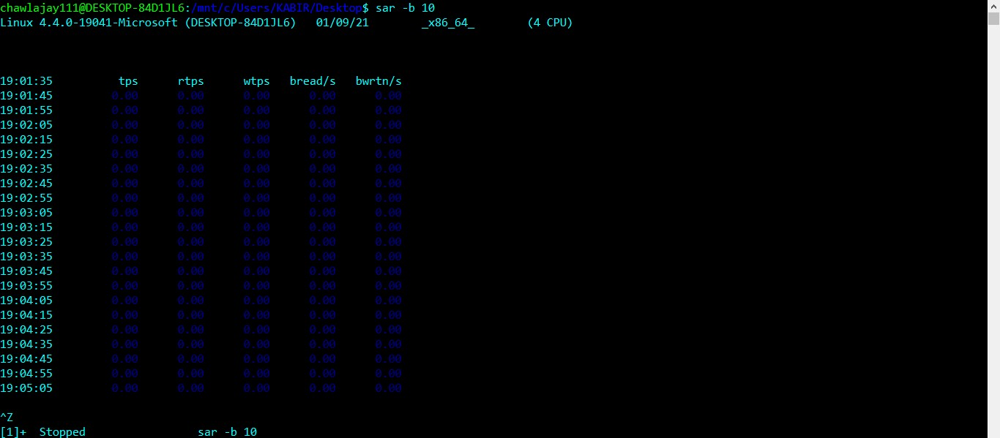 chawlajay111@DESKTOP-84D1JL6:/mnt/c/Users/KABIR/Desktop$ sar -b 10
Linux 4.4.0-19041-Microsoft (DESKTOP-84D1JL6) 01/09/21 _x86_64_ (4 CPU)
19:01:35 tps rtps wtps bread/s bwrtn/s
19:01:45 0.00 0.00 0.00 0.00 0.00
19:01:55 0.00 0.00 0.00 0.00 0.00
19:02:05 0.00 0.00 0.00 0.00 0.00
19:02:15 0.00 0.00 0.00 0.00 0.00
19:02:25 0.00 0.00 0.00 0.00 0.00
19:02:35 0.00 0.00 0.00 0.00 0.00
19:02:45 0.00 0.00 0.00 0.00 0.00
19:02:55 0.00 0.00 0.00 0.00 0.00
19:03:05 0.00 0.00 0.00 0.00 0.00
19:03:15 0.00 0.00 0.00 0.00 0.00
19:03:25 0.00 0.00 0.00 0.00 0.00
19:03:35 0.00 0.00 0.00 0.00 0.00
19:03:45 0.00 0.00 0.00 0.00 0.00
19:03:55 0.00 0.00 0.00 0.00 0.00
19:04:05 0.00 0.00 0.00 0.00 0.00
19:04:15 0.00 0.00 0.00 0.00 0.00
19:04:25 0.00 0.00 0.00 0.00 0.00
19:04:35 0.00 0.00 0.00 0.00 0.00
19:04:45 0.00 0.00 0.00 0.00 0.00
19:04:55 0.00 0.00 0.00 0.00 0.00
19:05:05 0.00 0.00 0.00 0.00 0.00
^Z
[1]+ Stopped sar -b 10